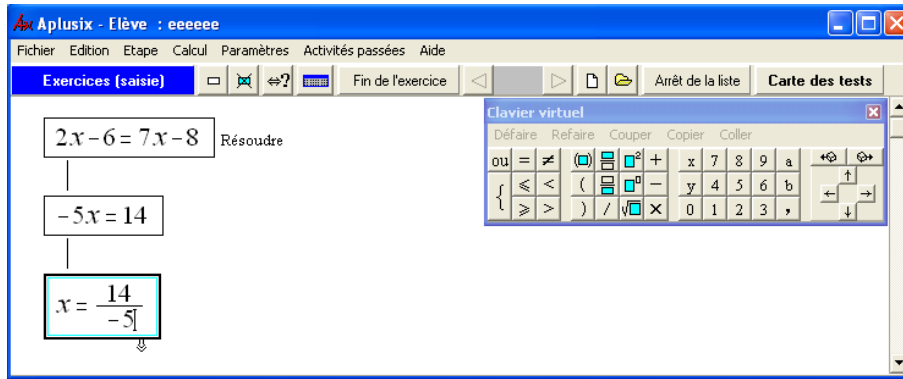 Aplusix - Elève : eeeeee
Fichier Edition Etape Calcul Paramètres Activités passées Aide
Exercices (saisie) ⇔? Fin de l'exercice Arrêt de la liste Carte des tests
2x − 6 = 7x − 8 Résoudre
−5x = 14
x = 14/−5
Clavier virtuel
Défaire Refaire Couper Copier Coller
ou = ≠ (□) □² + x 7 8 9 a
{ ⩽ < ( □⁰ − y 4 5 6 b
⩾ > ) / √□ × 0 1 2 3 ,